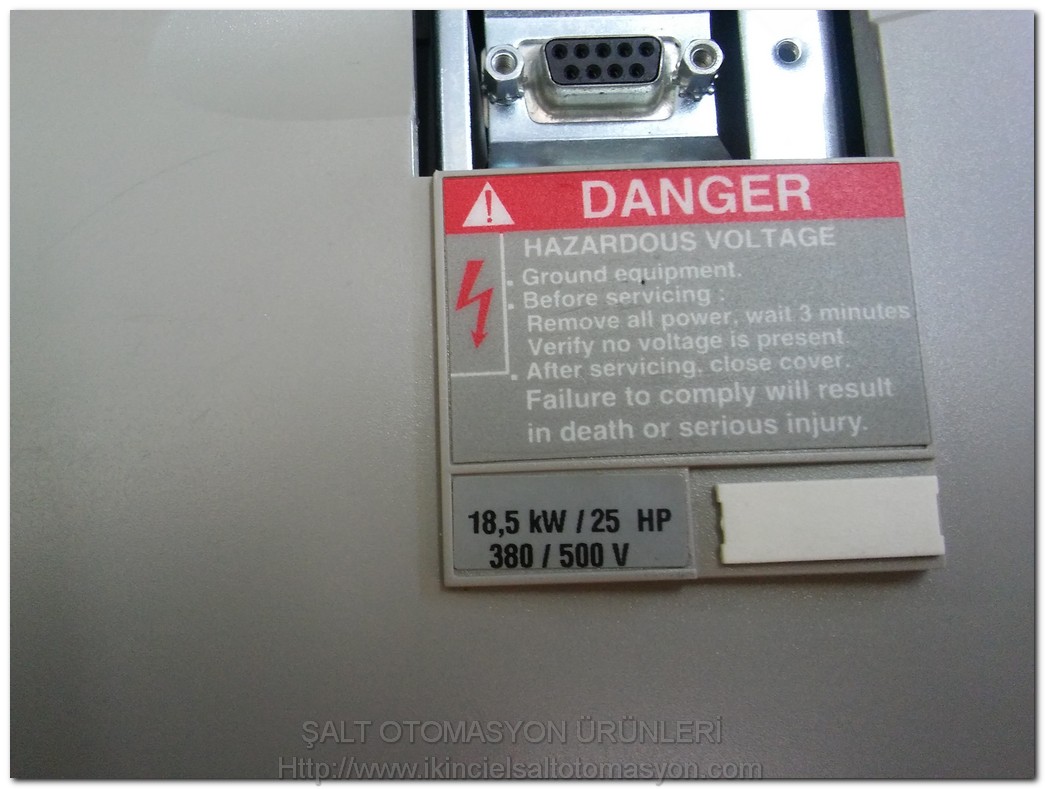 DANGER
HAZARDOUS VOLTAGE
. Ground equipment.
. Before servicing :
Remove all power, wait 3 minutes
Verify no voltage is present.
. After servicing, close cover.
Failure to comply will result
in death or serious injury.
18,5 kW / 25 HP
380 / 500 V
ŞALT OTOMASYON ÜRÜNLERİ
Http://www.ikincielsaltotomasyon.com